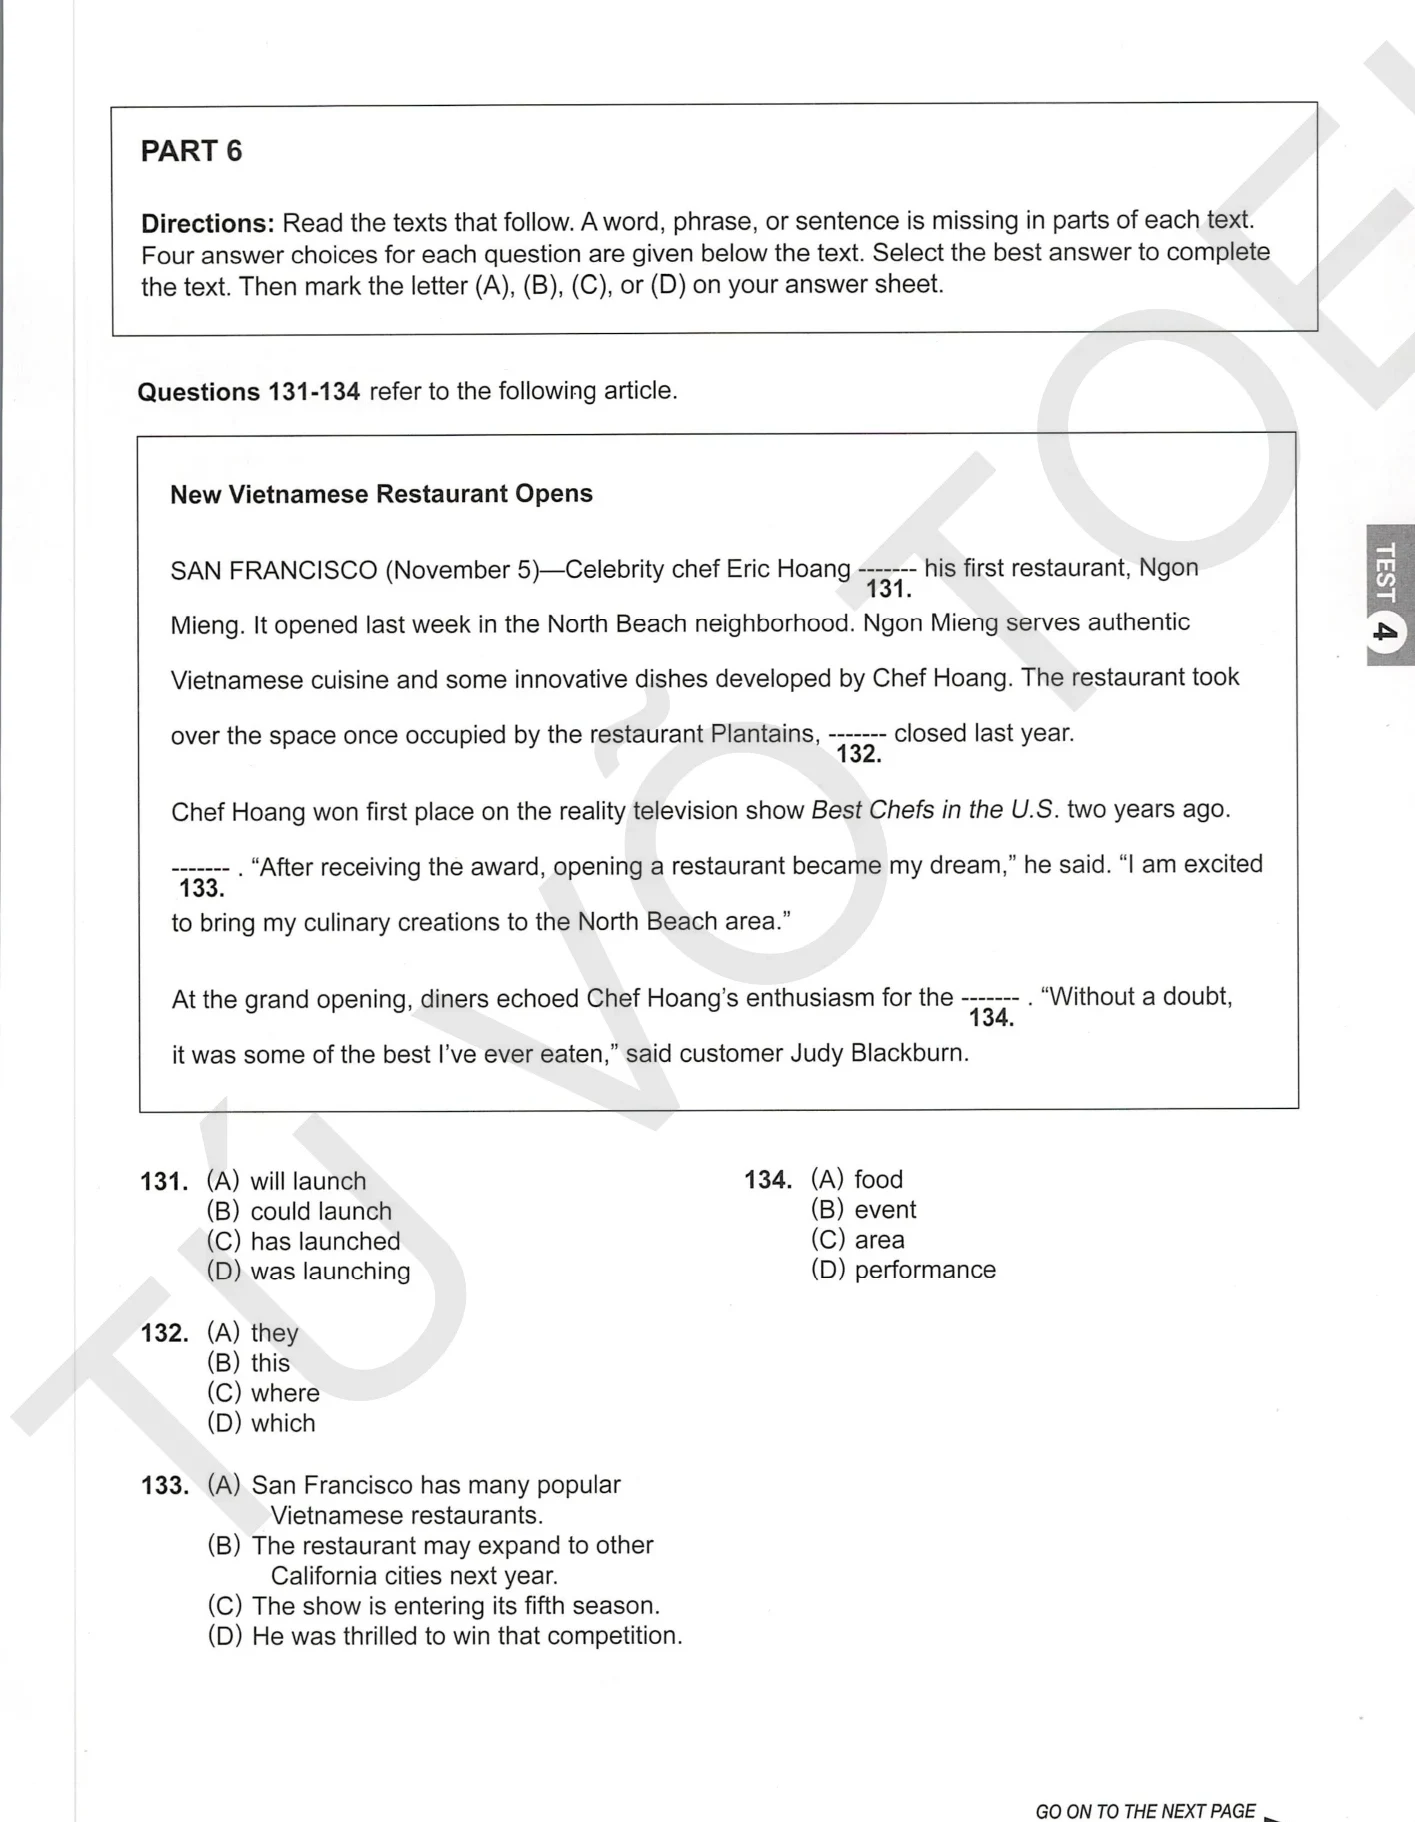 PART 6
Directions: Read the texts that follow. A word, phrase, or sentence is missing in parts of each text.
Four answer choices for each question are given below the text. Select the best answer to complete
the text. Then mark the letter (A), (B), (C), or (D) on your answer sheet.
Questions 131-134 refer to the following article.
New Vietnamese Restaurant Opens
SAN FRANCISCO (November 5)—Celebrity chef Eric Hoang ------- his first restaurant, Ngon
131.
Mieng. It opened last week in the North Beach neighborhood. Ngon Mieng serves authentic
Vietnamese cuisine and some innovative dishes developed by Chef Hoang. The restaurant took
over the space once occupied by the restaurant Plantains, ------- closed last year.
132.
Chef Hoang won first place on the reality television show Best Chefs in the U.S. two years ago.
------- . “After receiving the award, opening a restaurant became my dream,” he said. “I am excited
133.
to bring my culinary creations to the North Beach area.”
At the grand opening, diners echoed Chef Hoang’s enthusiasm for the ------- . “Without a doubt,
134.
it was some of the best I’ve ever eaten,” said customer Judy Blackburn.
131. (A) will launch
(B) could launch
(C) has launched
(D) was launching
132. (A) they
(B) this
(C) where
(D) which
133. (A) San Francisco has many popular
Vietnamese restaurants.
(B) The restaurant may expand to other
California cities next year.
(C) The show is entering its fifth season.
(D) He was thrilled to win that competition.
134. (A) food
(B) event
(C) area
(D) performance
TEST 4
GO ON TO THE NEXT PAGE
TÚ VÕ TOE